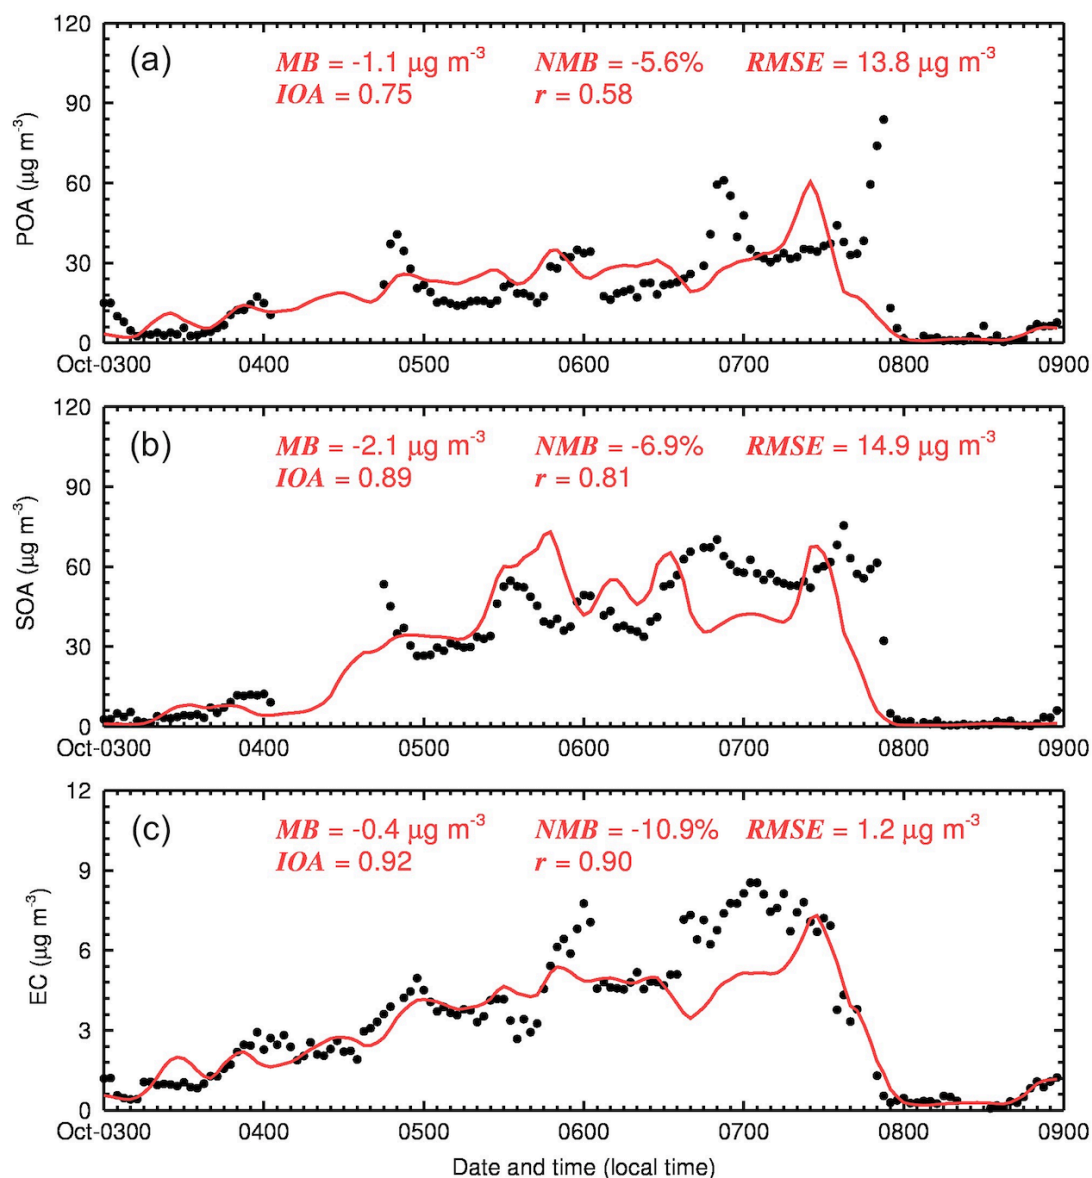 (a)
MB = -1.1 µg m-3 NMB = -5.6% RMSE = 13.8 µg m-3
IOA = 0.75 r = 0.58
POA (µg m-3)
120
90
60
30
0
Oct-0300 0400 0500 0600 0700 0800 0900
(b)
MB = -2.1 µg m-3 NMB = -6.9% RMSE = 14.9 µg m-3
IOA = 0.89 r = 0.81
SOA (µg m-3)
120
90
60
30
0
Oct-0300 0400 0500 0600 0700 0800 0900
(c)
MB = -0.4 µg m-3 NMB = -10.9% RMSE = 1.2 µg m-3
IOA = 0.92 r = 0.90
EC (µg m-3)
12
9
6
3
0
Oct-0300 0400 0500 0600 0700 0800 0900
Date and time (local time)